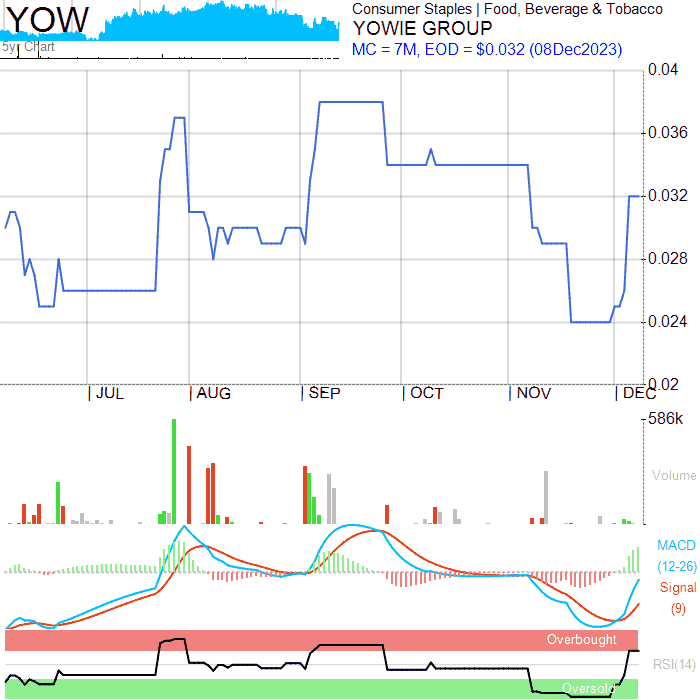 YOW
5yr Chart
Consumer Staples | Food, Beverage & Tobacco
YOWIE GROUP
MC = 7M, EOD = $0.032 (08Dec2023)
0.04
0.036
0.032
0.028
0.024
0.02
JUL AUG SEP OCT NOV DEC
586k
Volume
MACD
(12-26)
Signal
(9)
Overbought
RSI(14)
Oversold